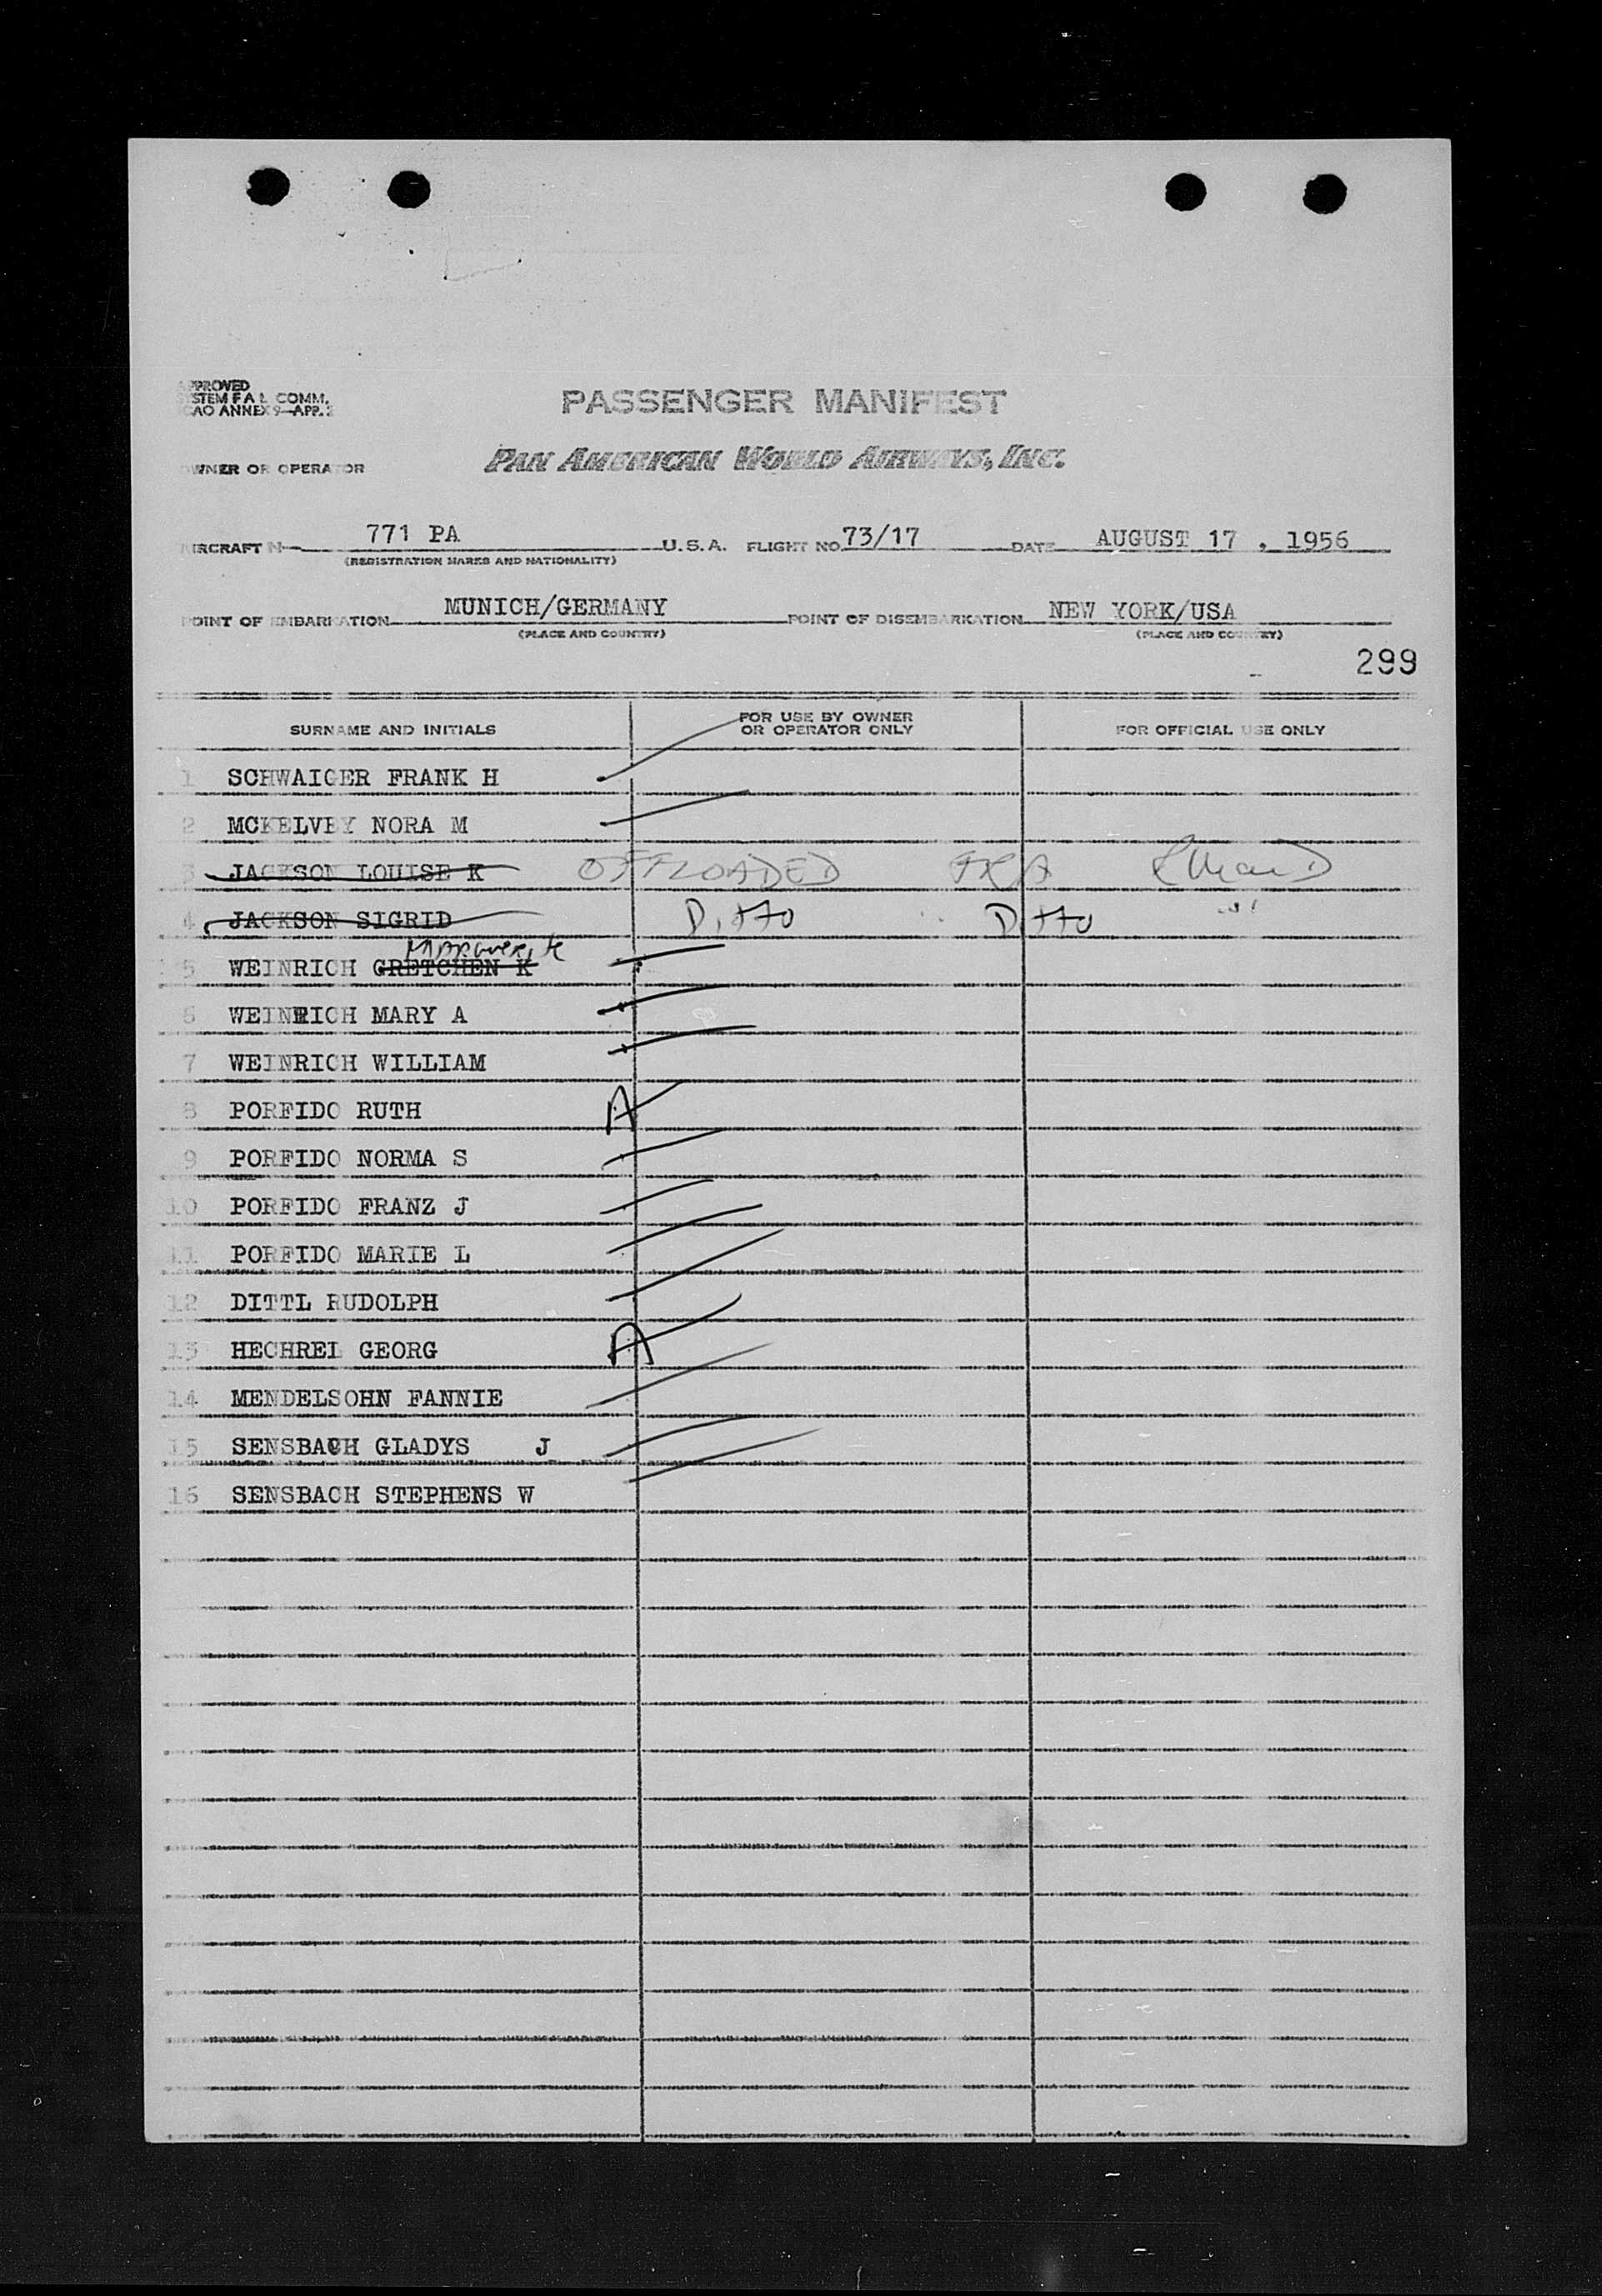 APPROVED
SYSTEM F A L COMM.
ICAO ANNEX 9—APP. 2
PASSENGER MANIFEST
OWNER OR OPERATOR PAN AMERICAN WORLD AIRWAYS, INC.
AIRCRAFT N 771 PA U.S.A. FLIGHT NO. 73/17 DATE AUGUST 17 , 1956
(REGISTRATION MARKS AND NATIONALITY)
POINT OF EMBARKATION MUNICH/GERMANY POINT OF DISEMBARKATION NEW YORK/USA
(PLACE AND COUNTRY) (PLACE AND COUNTRY)
299
SURNAME AND INITIALS FOR USE BY OWNER OR OPERATOR ONLY FOR OFFICIAL USE ONLY
1 SCHWAIGER FRANK H
2 MCKELVEY NORA M
3 JACKSON LOUISE K OFFLOADED FRA
4 JACKSON SIGRID Ditto Ditto
5 WEINRICH GRETCHEN K
6 WEINRICH MARY A
7 WEINRICH WILLIAM
8 PORFIDO RUTH A
9 PORFIDO NORMA S
10 PORFIDO FRANZ J
11 PORFIDO MARIE L
12 DITTL RUDOLPH
13 HECHREL GEORG A
14 MENDELSOHN FANNIE
15 SENSBACH GLADYS J
16 SENSBACH STEPHENS W